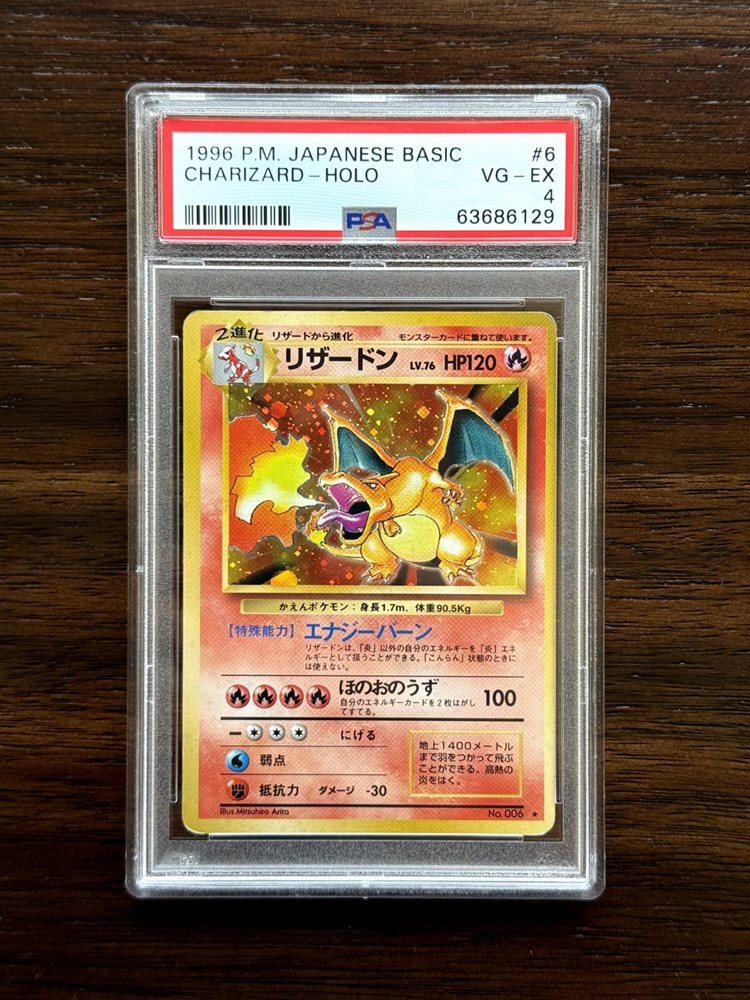 1996 P.M. JAPANESE BASIC #6
CHARIZARD-HOLO VG-EX
4
PSA 63686129
2進化 リザードから進化 モンスターカードに重ねて使います。
リザードン LV.76 HP120
かえんポケモン：身長1.7m、体重90.5Kg
【特殊能力】エナジーバーン
リザードンは、「炎」以外の自分のエネルギーを「炎」エネ
ルギーとして扱うことができる。「こんらん」状態のときに
は使えない。
ほのおのうず 100
自分のエネルギーカードを2枚はがし
てすてる。
にげる
弱点
抵抗力 ダメージ -30
地上1400メートル
まで羽をつかって飛ぶ
ことができる。高熱の
炎をはく。
Illus.Mitsuhiro Arita No.006 ★